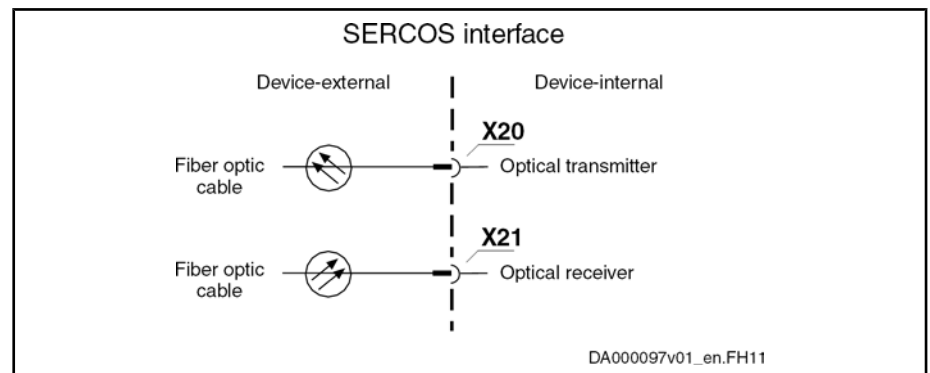 SERCOS interface
Device-external
Device-internal
X20
Fiber optic
cable
Optical transmitter
X21
Fiber optic
cable
Optical receiver
DA000097v01_en.FH11